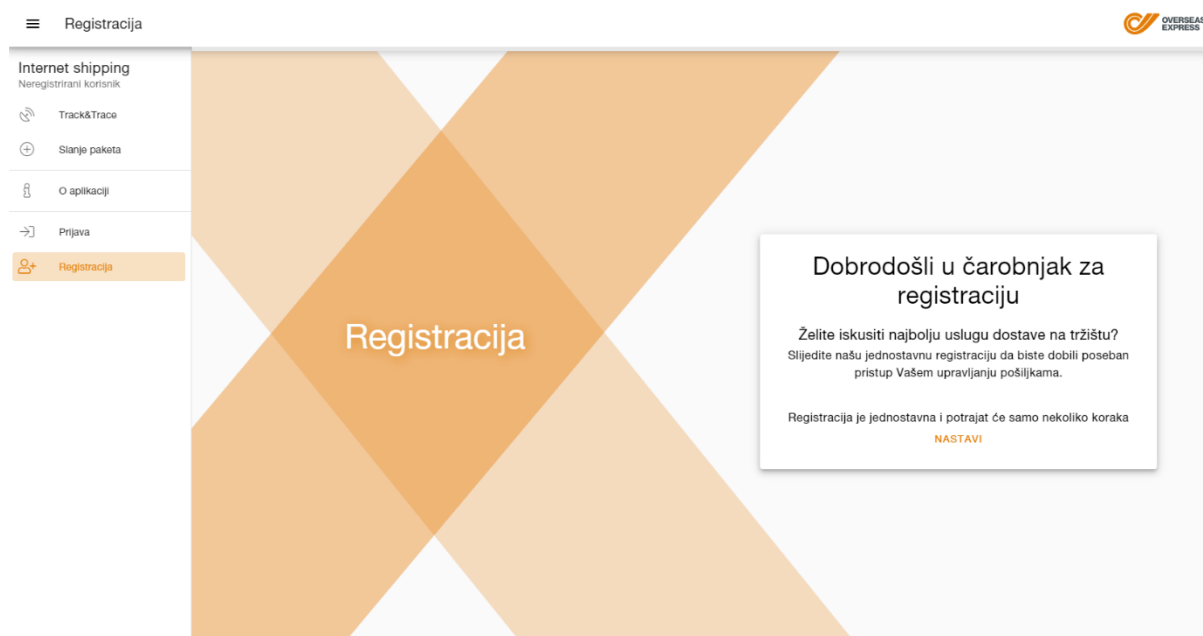 Registracija
OVERSEAS
EXPRESS
Internet shipping
Neregistrirani korisnik
Track&Trace
Slanje paketa
O aplikaciji
Prijava
Registracija
Registracija
Dobrodošli u čarobnjak za
registraciju
Želite iskusiti najbolju uslugu dostave na tržištu?
Slijedite našu jednostavnu registraciju da biste dobili poseban
pristup Vašem upravljanju pošiljkama.
Registracija je jednostavna i potrajat će samo nekoliko koraka
NASTAVI